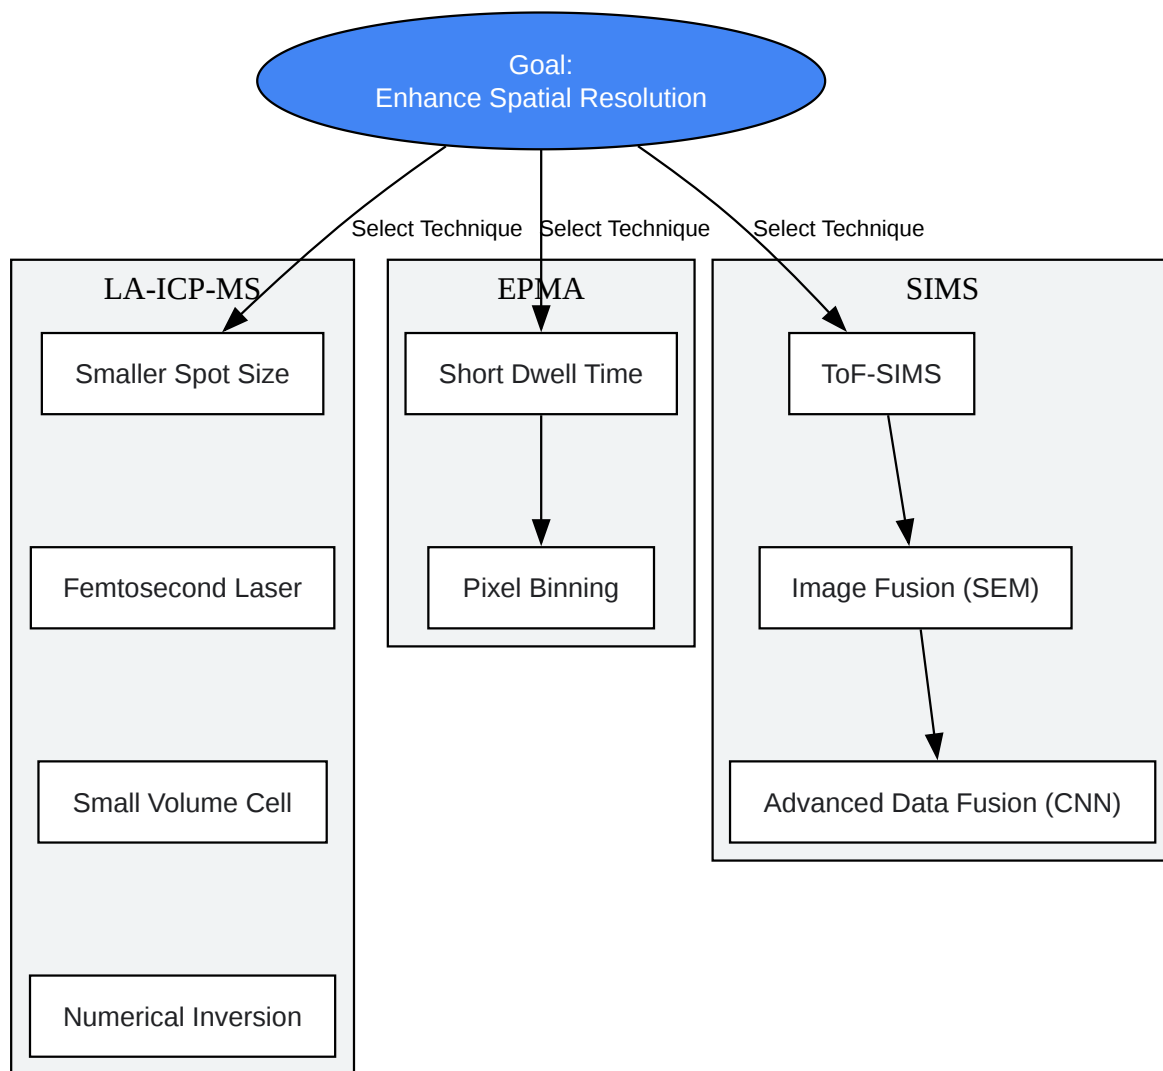 Goal:
Enhance Spatial Resolution
Select Technique
Select Technique
Select Technique
LA-ICP-MS
Smaller Spot Size
Femtosecond Laser
Small Volume Cell
Numerical Inversion
EPMA
Short Dwell Time
Pixel Binning
SIMS
ToF-SIMS
Image Fusion (SEM)
Advanced Data Fusion (CNN)